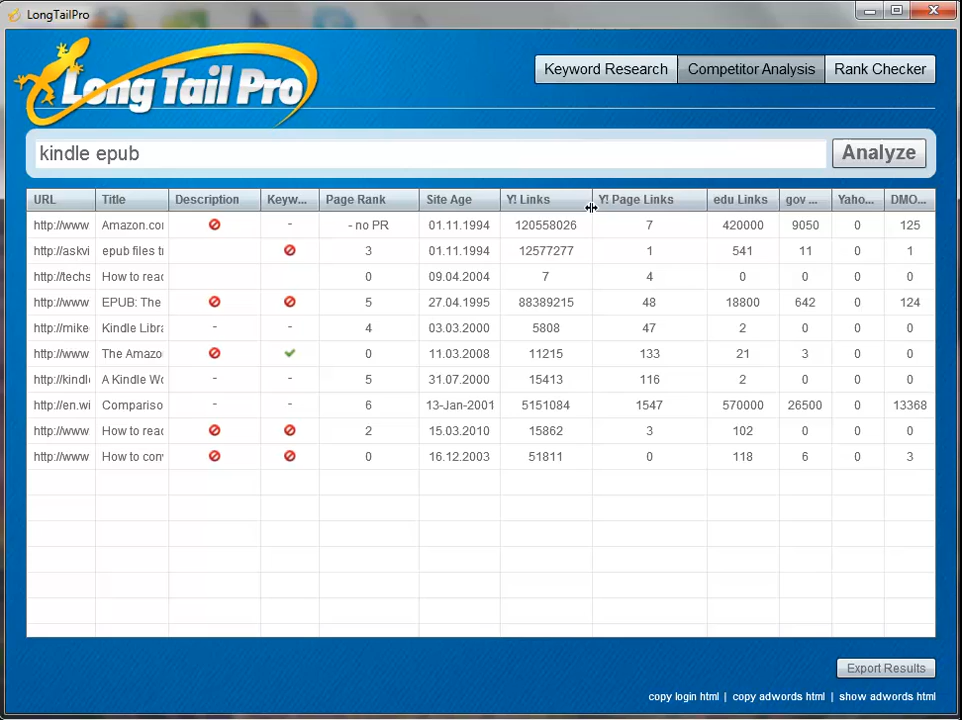 LongTailPro
Long Tail Pro
Keyword Research Competitor Analysis Rank Checker
kindle epub Analyze
URL Title Description Keyw... Page Rank Site Age Y! Links Y! Page Links edu Links gov ... Yaho... DMO...
http://www Amazon.co - - no PR 01.11.1994 120558026 7 420000 9050 0 125
http://askvi epub files t 3 01.11.1994 12577277 1 541 11 0 1
http://techs How to read 0 09.04.2004 7 4 0 0 0 0
http://www EPUB: The 5 27.04.1995 88389215 48 18800 642 0 124
http://mike Kindle Libra - - 4 03.03.2000 5808 47 2 0 0 0
http://www The Amazo 0 11.03.2008 11215 133 21 3 0 0
http://kindl A Kindle Wo - - 5 31.07.2000 15413 116 2 0 0 0
http://en.wi Compariso - - 6 13-Jan-2001 5151084 1547 570000 26500 0 13368
http://www How to read 2 15.03.2010 15862 3 102 0 0 0
http://www How to con 0 16.12.2003 51811 0 118 6 0 3
Export Results
copy login html | copy adwords html | show adwords html